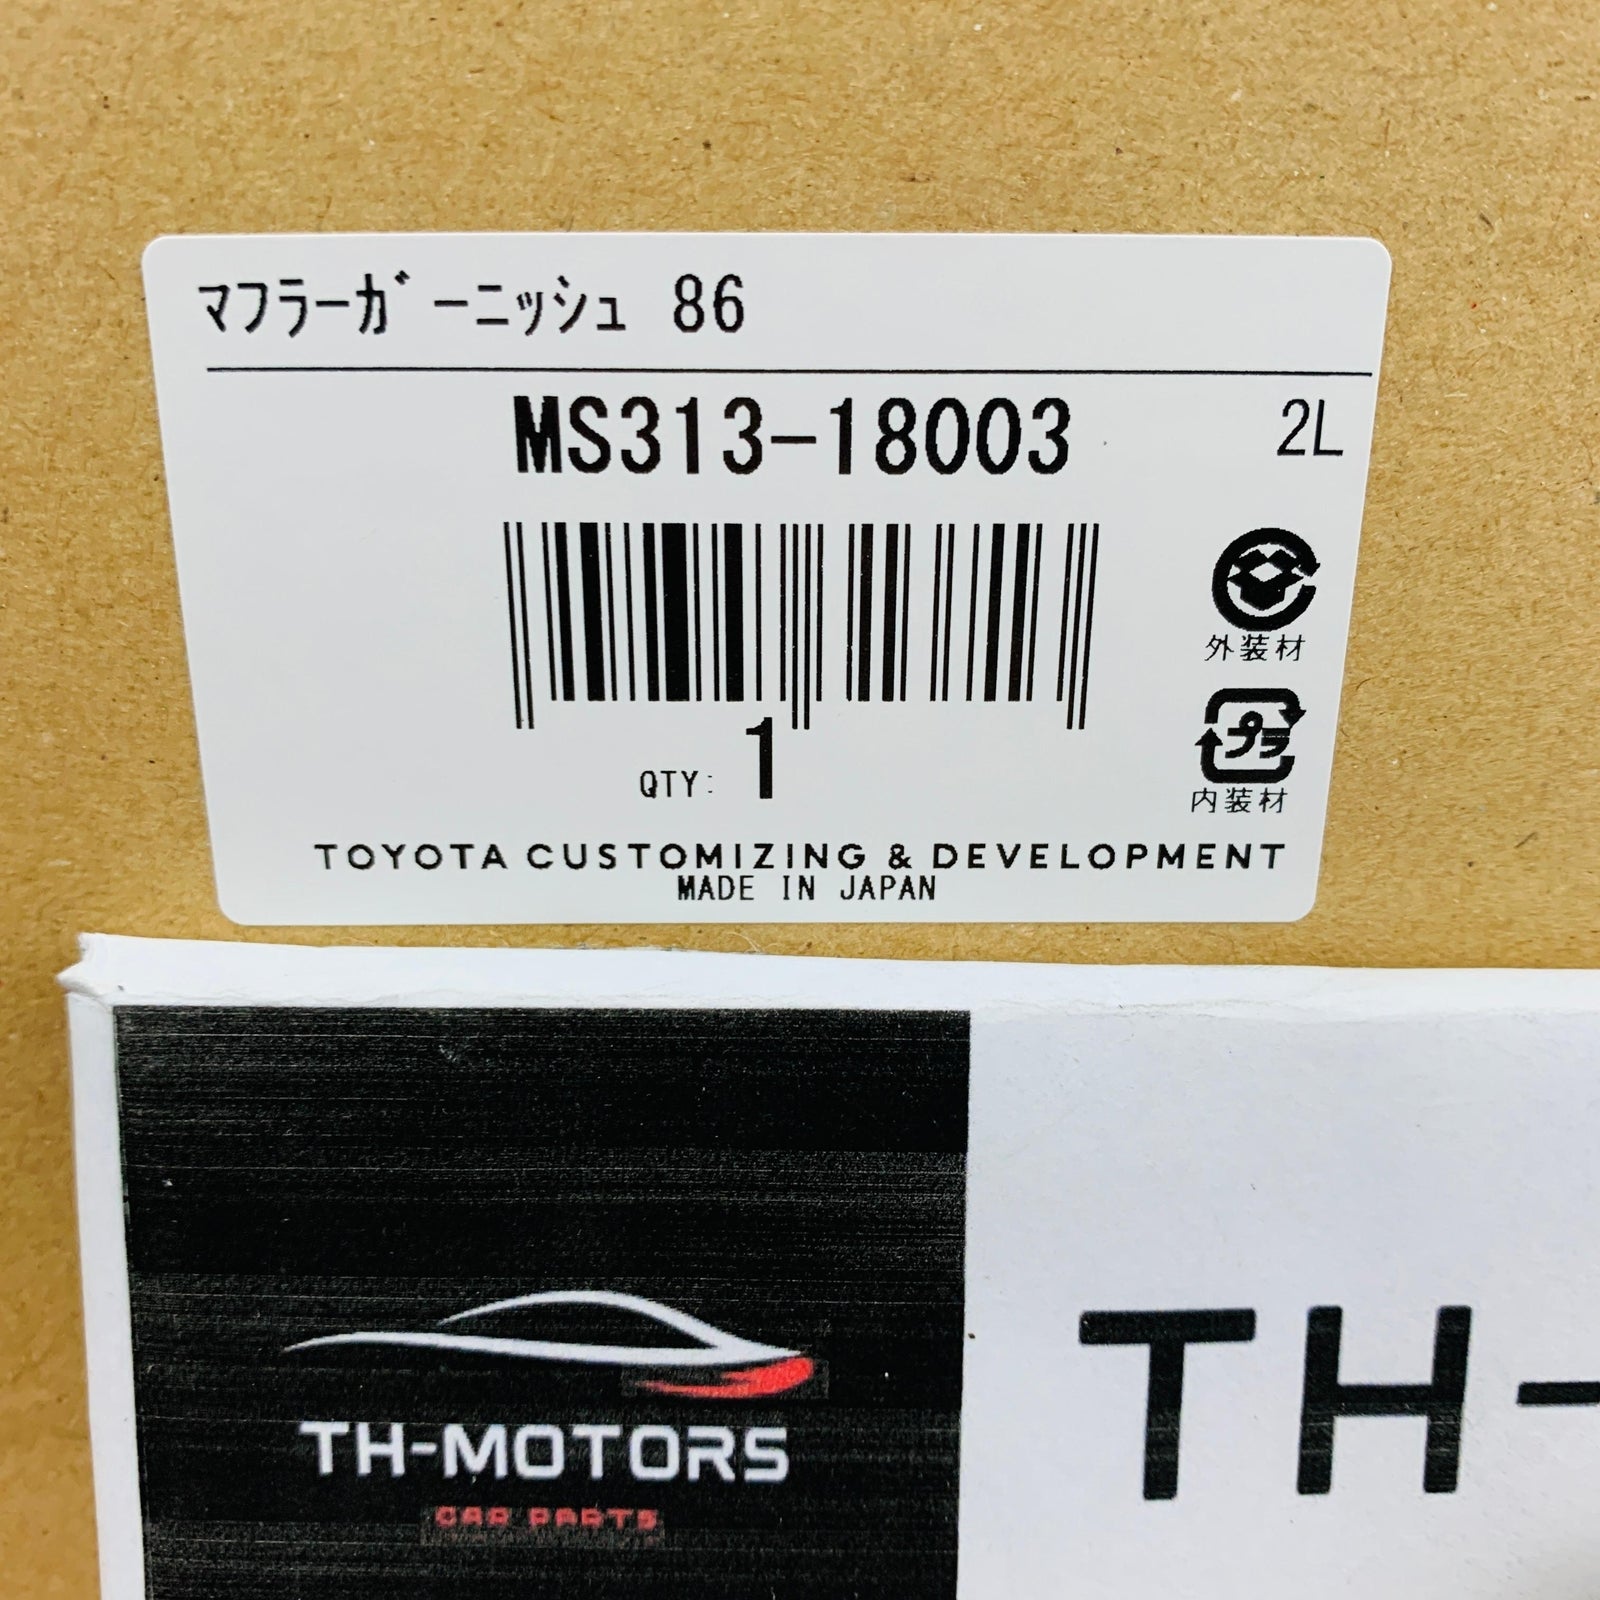 ﾏﾌﾗｰｶﾞｰﾆｯｼｭ 86
MS313-18003
2L
外装材
プラ
内装材
QTY: 1
TOYOTA CUSTOMIZING & DEVELOPMENT
MADE IN JAPAN
TH-MOTORS
CAR PARTS
TH-